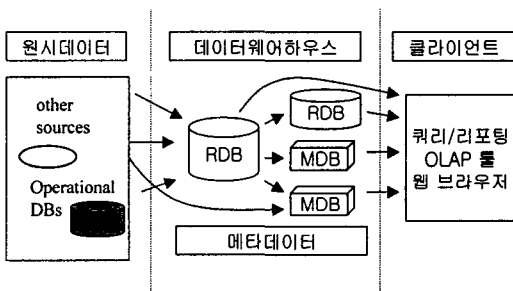 원시데이터
데이터웨어하우스
클라이언트
other
sources
Operational
DBs
RDB
RDB
MDB
MDB
메타데이터
쿼리/리포팅
OLAP 툴
웹 브라우저